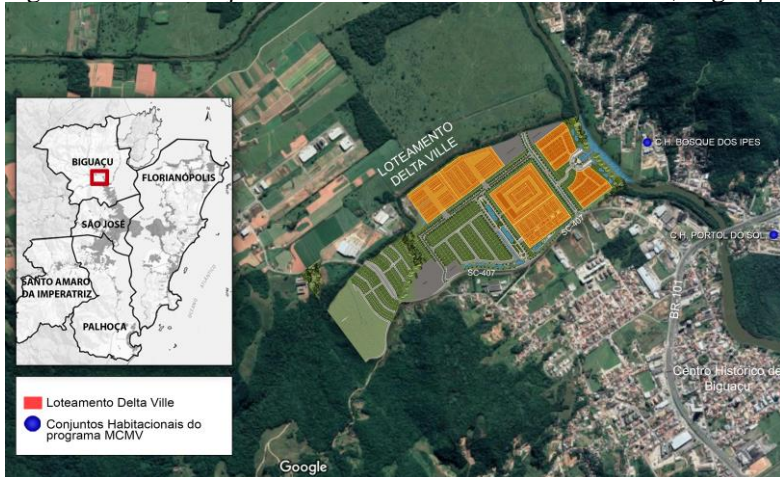 BIGUAÇU
FLORIANÓPOLIS
SÃO JOSÉ
SANTO AMARO
DA IMPERATRIZ
PALHOÇA
Loteamento Delta Ville
Conjuntos Habitacionais do
programa MCMV
LOTEAMENTO
DELTA VILLE
C.H. BOSQUE DOS IPES
C.H. PORTOL DO SOL
SC-407
SC-407
BR-101
Centro Histórico de
Biguaçu
Google